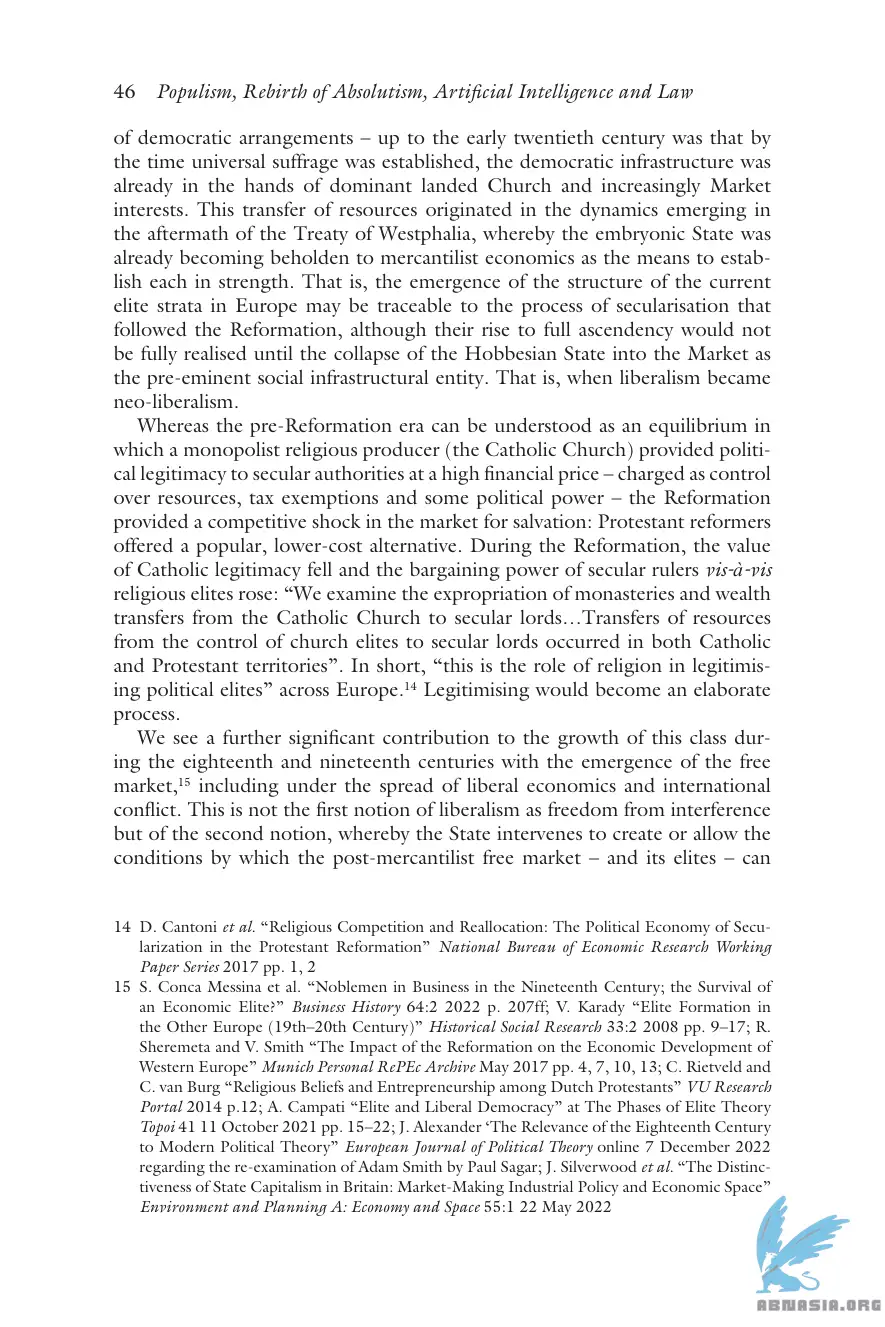 46 Populism, Rebirth of Absolutism, Artificial Intelligence and Law
of democratic arrangements – up to the early twentieth century was that by
the time universal suffrage was established, the democratic infrastructure was
already in the hands of dominant landed Church and increasingly Market
interests. This transfer of resources originated in the dynamics emerging in
the aftermath of the Treaty of Westphalia, whereby the embryonic State was
already becoming beholden to mercantilist economics as the means to estab-
lish each in strength. That is, the emergence of the structure of the current
elite strata in Europe may be traceable to the process of secularisation that
followed the Reformation, although their rise to full ascendency would not
be fully realised until the collapse of the Hobbesian State into the Market as
the pre-eminent social infrastructural entity. That is, when liberalism became
neo-liberalism.
Whereas the pre-Reformation era can be understood as an equilibrium in
which a monopolist religious producer (the Catholic Church) provided politi-
cal legitimacy to secular authorities at a high financial price – charged as control
over resources, tax exemptions and some political power – the Reformation
provided a competitive shock in the market for salvation: Protestant reformers
offered a popular, lower-cost alternative. During the Reformation, the value
of Catholic legitimacy fell and the bargaining power of secular rulers vis-à-vis
religious elites rose: “We examine the expropriation of monasteries and wealth
transfers from the Catholic Church to secular lords…Transfers of resources
from the control of church elites to secular lords occurred in both Catholic
and Protestant territories”. In short, “this is the role of religion in legitimis-
ing political elites” across Europe.14 Legitimising would become an elaborate
process.
We see a further significant contribution to the growth of this class dur-
ing the eighteenth and nineteenth centuries with the emergence of the free
market,15 including under the spread of liberal economics and international
conflict. This is not the first notion of liberalism as freedom from interference
but of the second notion, whereby the State intervenes to create or allow the
conditions by which the post-mercantilist free market – and its elites – can
14 D. Cantoni et al. “Religious Competition and Reallocation: The Political Economy of Secu-
larization in the Protestant Reformation” National Bureau of Economic Research Working
Paper Series 2017 pp. 1, 2
15 S. Conca Messina et al. “Noblemen in Business in the Nineteenth Century; the Survival of
an Economic Elite?” Business History 64:2 2022 p. 207ff; V. Karady “Elite Formation in
the Other Europe (19th–20th Century)” Historical Social Research 33:2 2008 pp. 9–17; R.
Sheremeta and V. Smith “The Impact of the Reformation on the Economic Development of
Western Europe” Munich Personal RePEc Archive May 2017 pp. 4, 7, 10, 13; C. Rietveld and
C. van Burg “Religious Beliefs and Entrepreneurship among Dutch Protestants” VU Research
Portal 2014 p.12; A. Campati “Elite and Liberal Democracy” at The Phases of Elite Theory
Topoi 41 11 October 2021 pp. 15–22; J. Alexander ‘The Relevance of the Eighteenth Century
to Modern Political Theory” European Journal of Political Theory online 7 December 2022
regarding the re-examination of Adam Smith by Paul Sagar; J. Silverwood et al. “The Distinc-
tiveness of State Capitalism in Britain: Market-Making Industrial Policy and Economic Space”
Environment and Planning A: Economy and Space 55:1 22 May 2022
ABNASIA.ORG